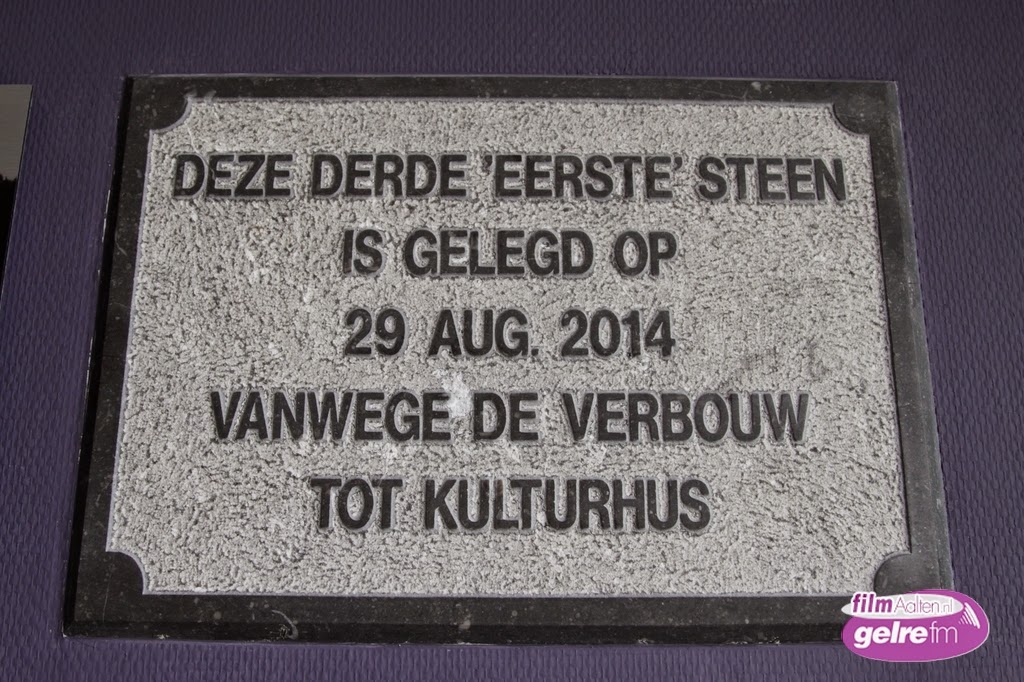 DEZE DERDE 'EERSTE' STEEN
IS GELEGD OP
29 AUG. 2014
VANWEGE DE VERBOUW
TOT KULTURHUS
filmAalten.nl
gelrefm